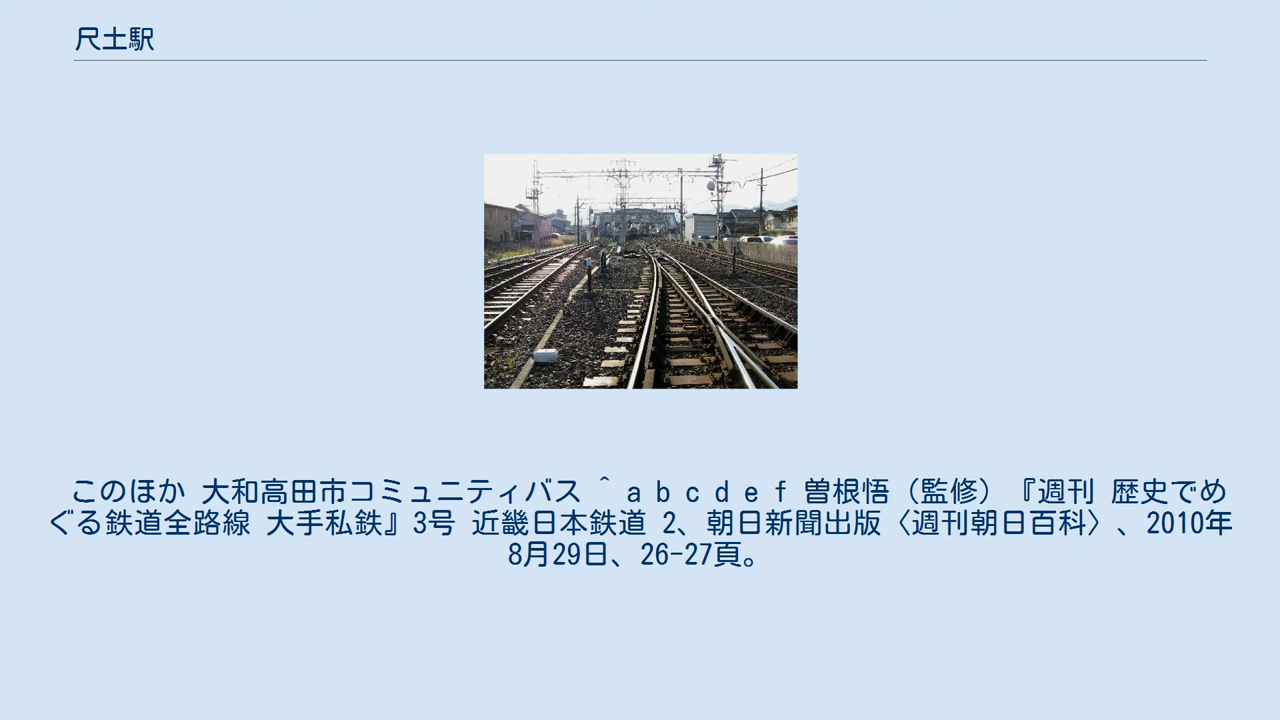 尺土駅
このほか 大和高田市コミュニティバス ^ a b c d e f 曽根悟（監修）『週刊 歴史でめ
ぐる鉄道全路線 大手私鉄』3号 近畿日本鉄道 2、朝日新聞出版〈週刊朝日百科〉、2010年
8月29日、26-27頁。